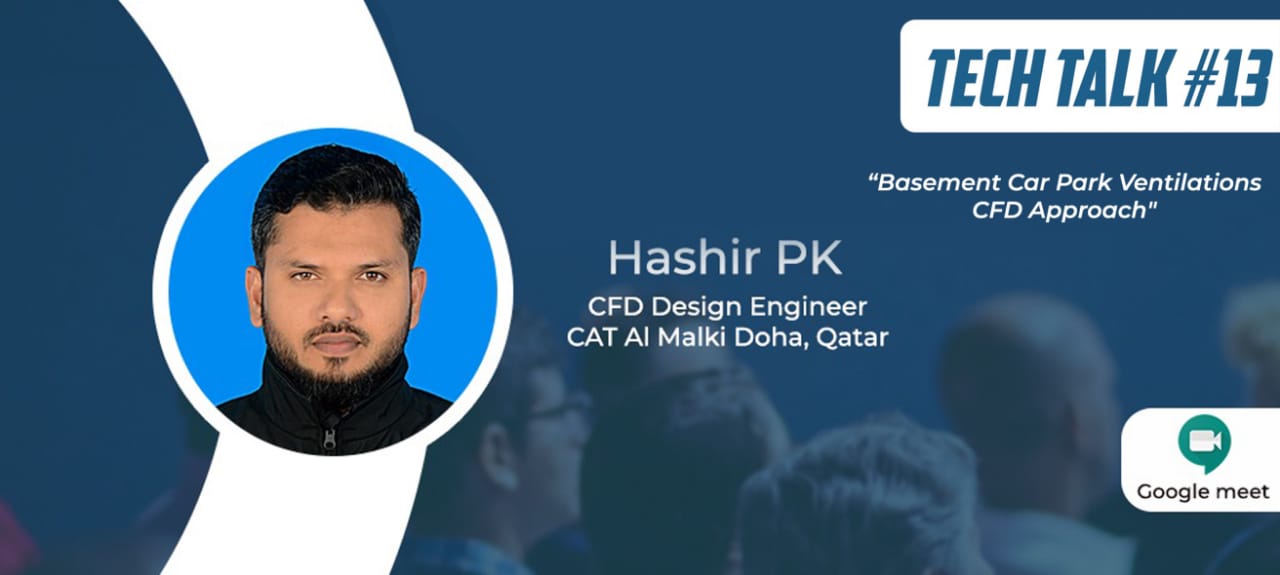 TECH TALK #13
“Basement Car Park Ventilations
CFD Approach"
Hashir PK
CFD Design Engineer
CAT Al Malki Doha, Qatar
Google meet